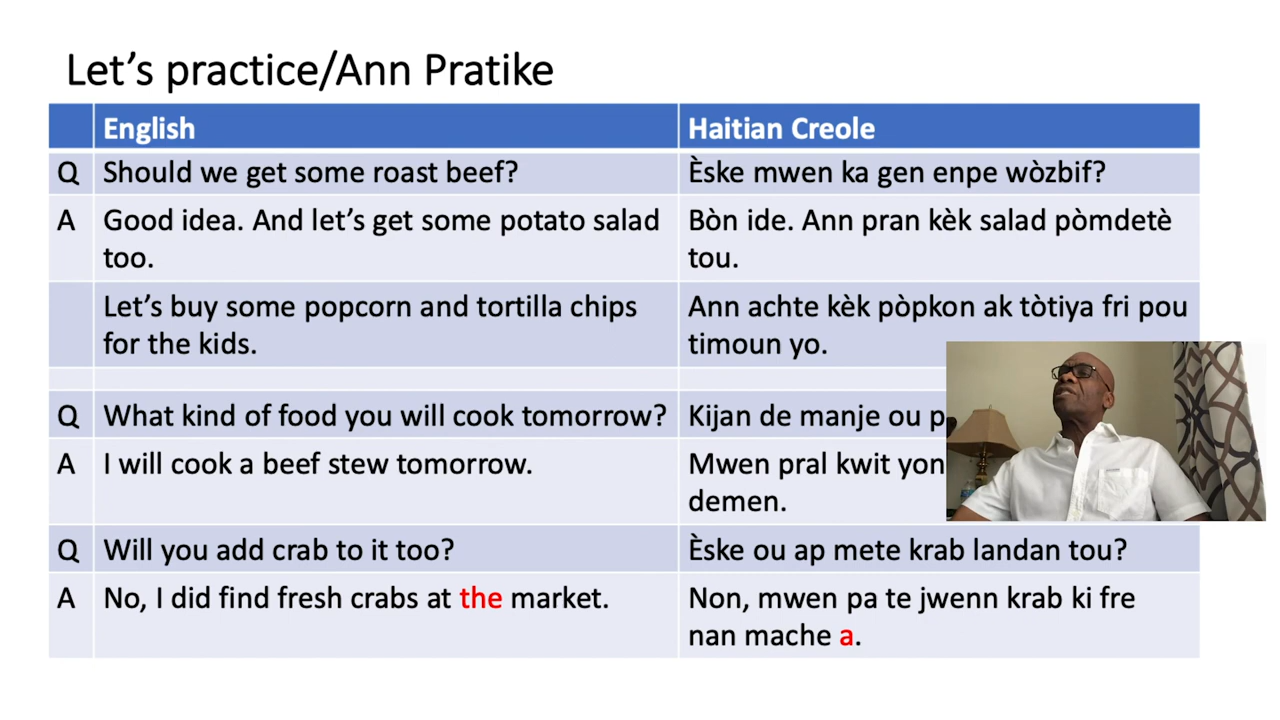 Let's practice/Ann Pratike
English Haitian Creole
Q Should we get some roast beef? Èske mwen ka gen enpe wòzbif?
A Good idea. And let's get some potato salad Bòn ide. Ann pran kèk salad pòmdetè
too. tou.
Let's buy some popcorn and tortilla chips Ann achte kèk pòpkon ak tòtiya fri pou
for the kids. timoun yo.
Q What kind of food you will cook tomorrow? Kijan de manje ou
A I will cook a beef stew tomorrow. Mwen pral kwit yon
demen.
Q Will you add crab to it too? Èske ou ap mete krab landan tou?
A No, I did find fresh crabs at the market. Non, mwen pa te jwenn krab ki fre
nan mache a.